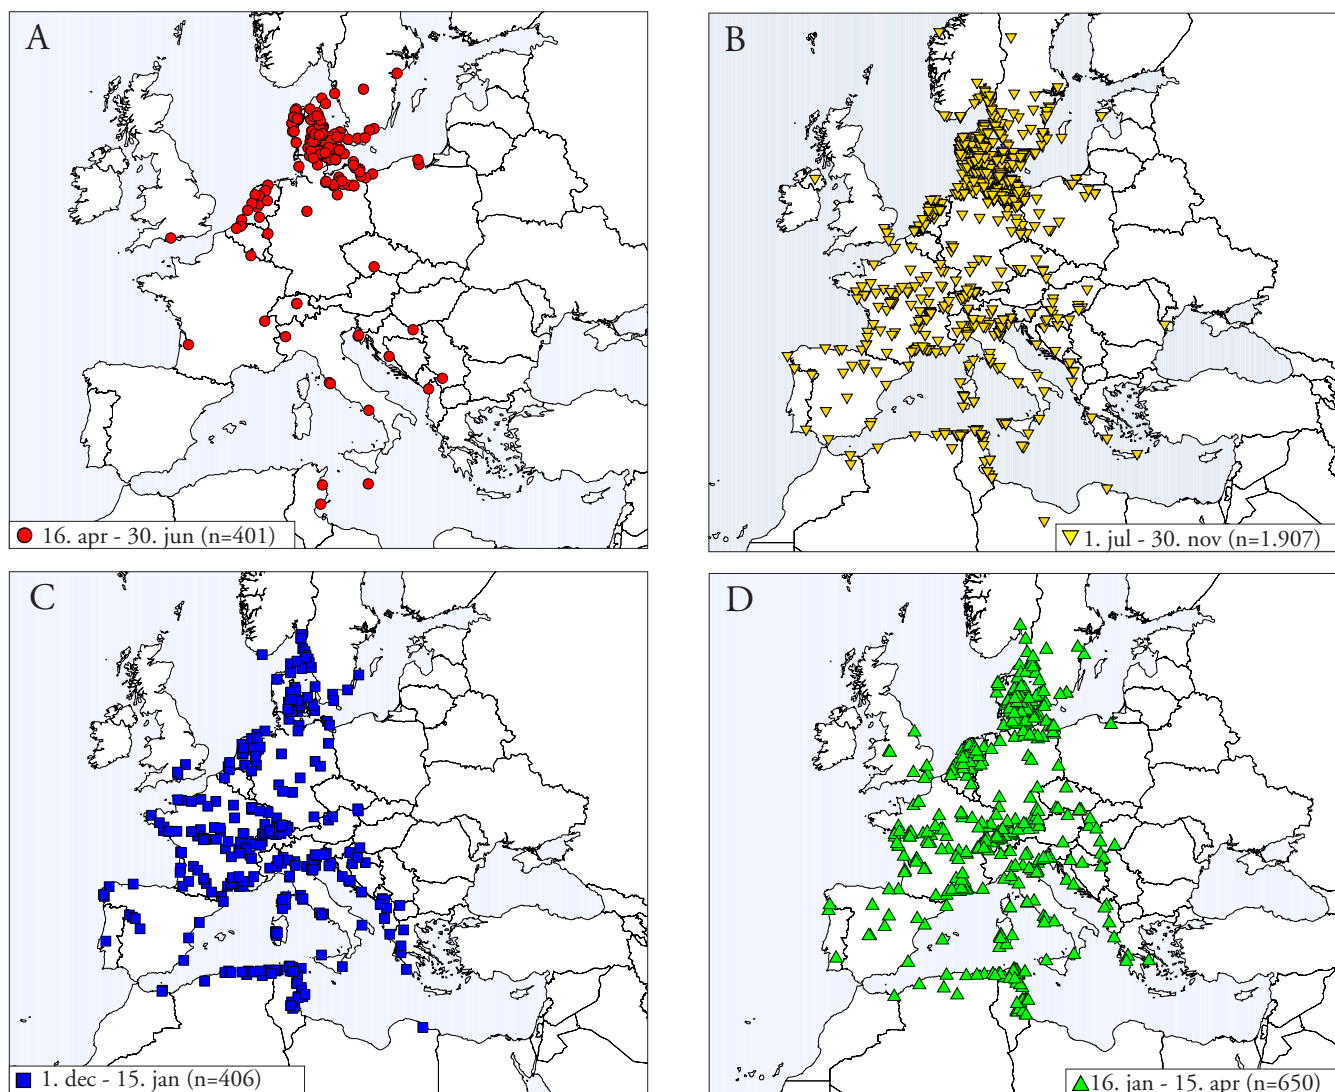 A
B
16. apr - 30. jun (n=401)
1. jul - 30. nov (n=1.907)
C
D
1. dec - 15. jan (n=406)
16. jan - 15. apr (n=650)